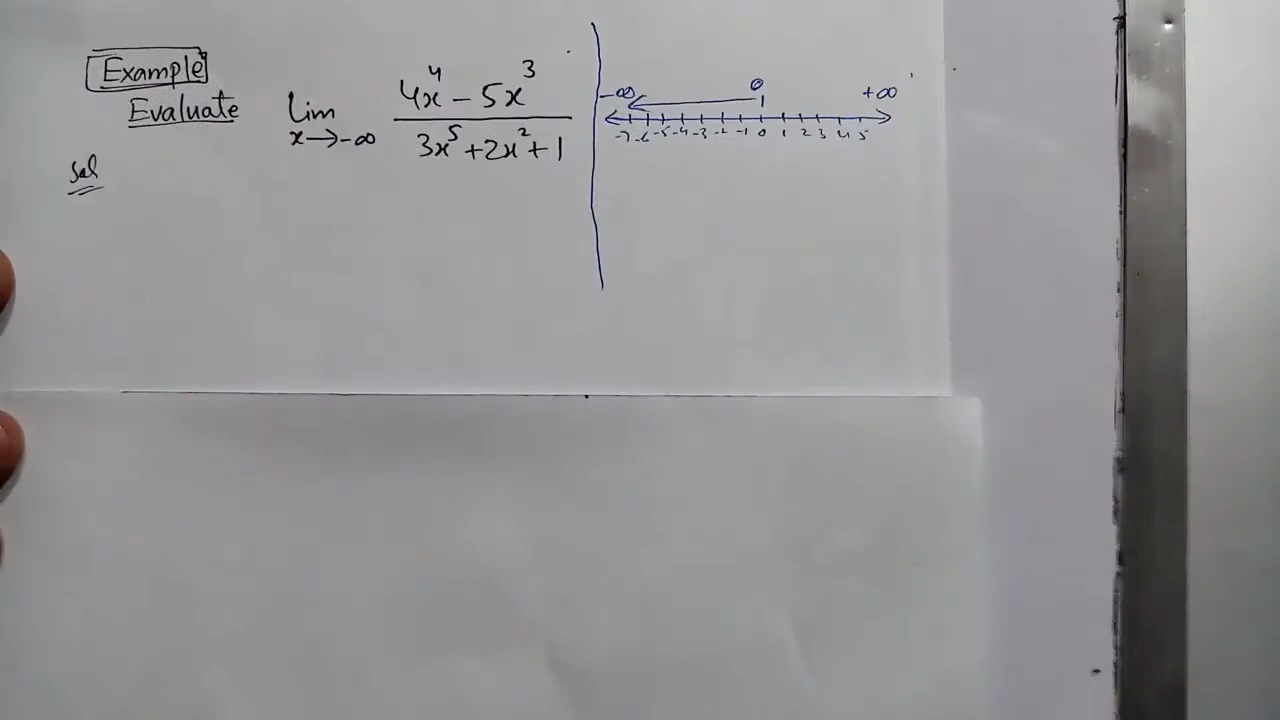 Example
Evaluate Lim x→-∞ 4x⁴ - 5x³ / 3x⁵ + 2x² + 1
Sol
-∞ 0 +∞
-7 -6 -5 -4 -3 -2 -1 0 1 2 3 4 5